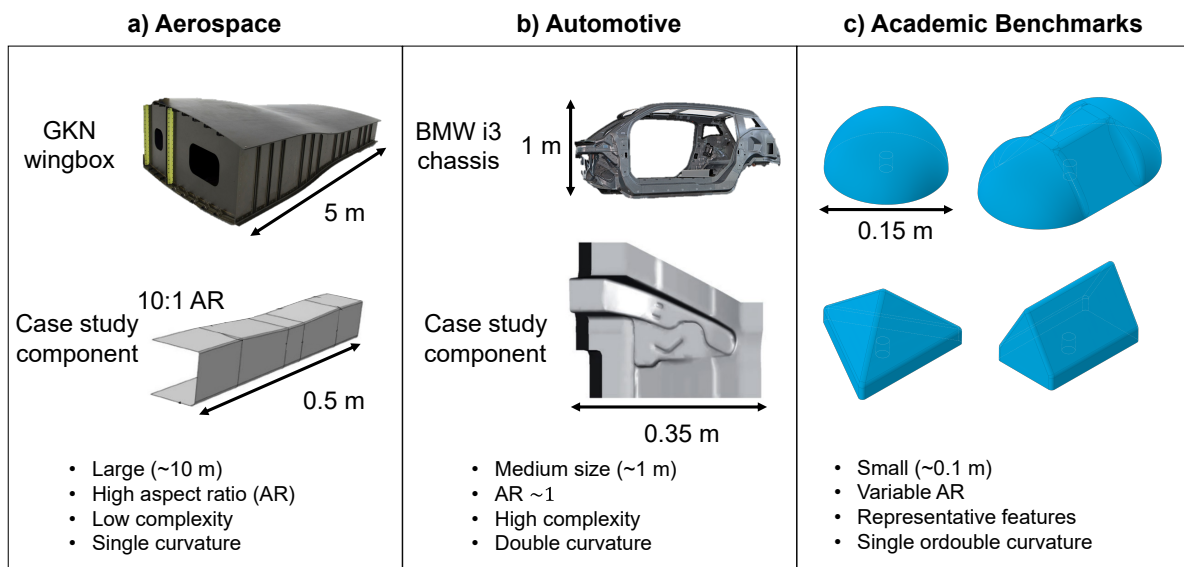 a) Aerospace
GKN
wingbox
5 m
10:1 AR
Case study
component
0.5 m
• Large (~10 m)
• High aspect ratio (AR)
• Low complexity
• Single curvature
b) Automotive
BMW i3
chassis
1 m
Case study
component
0.35 m
• Medium size (~1 m)
• AR ~1
• High complexity
• Double curvature
c) Academic Benchmarks
0.15 m
• Small (~0.1 m)
• Variable AR
• Representative features
• Single ordouble curvature